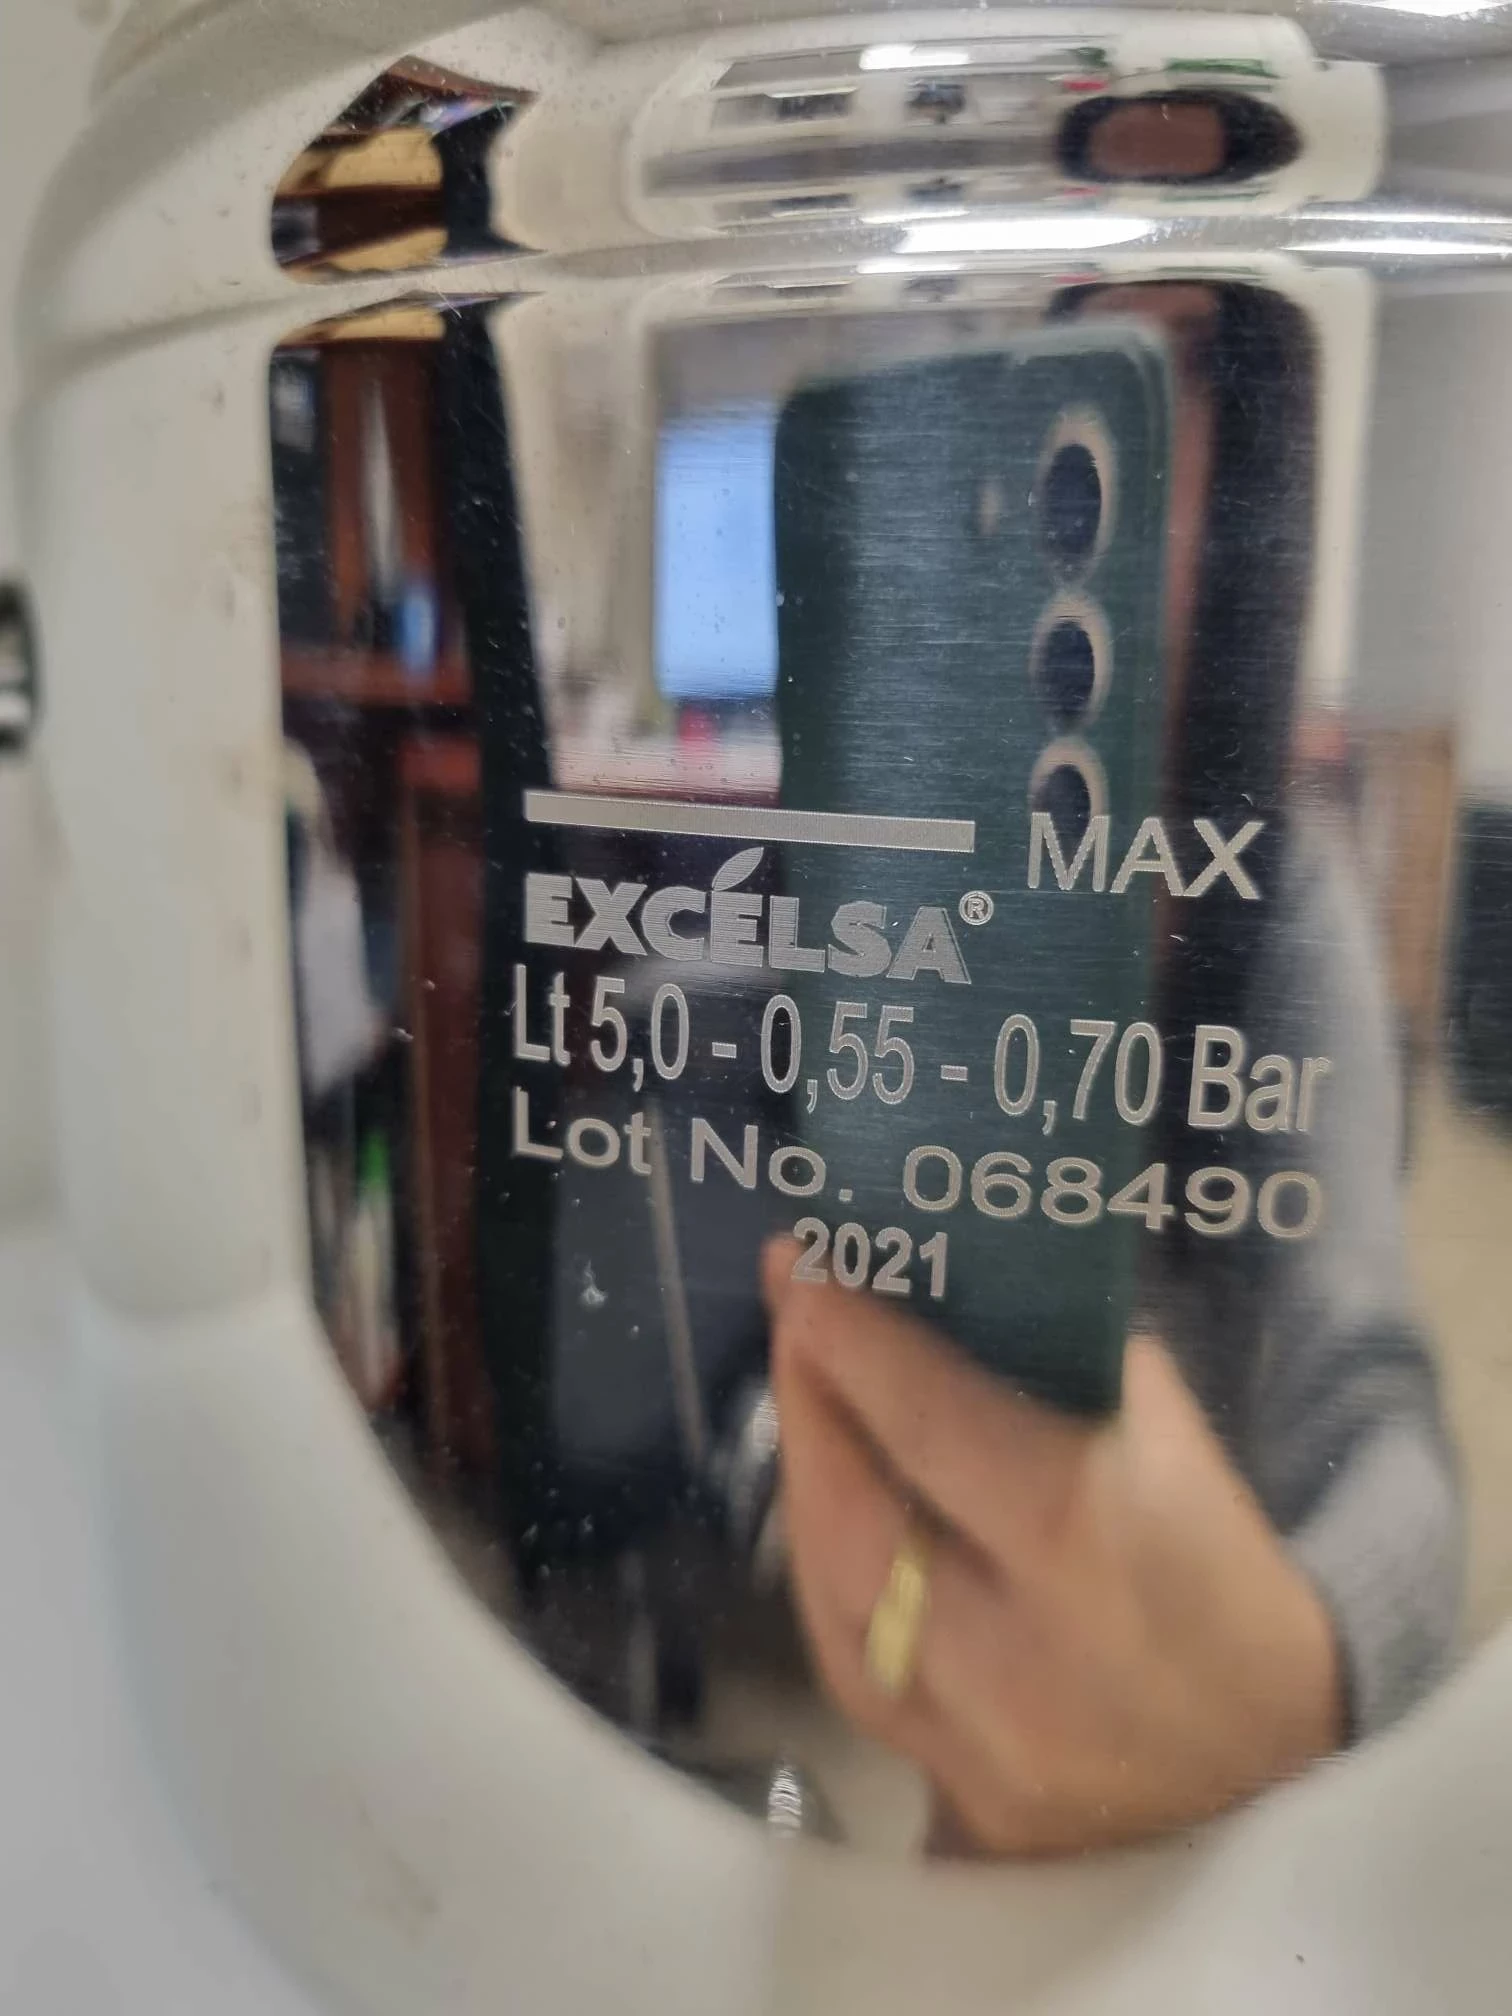 MAX
EXCÉLSA®
Lt 5,0 - 0,55 - 0,70 Bar
Lot No. 068490
2021